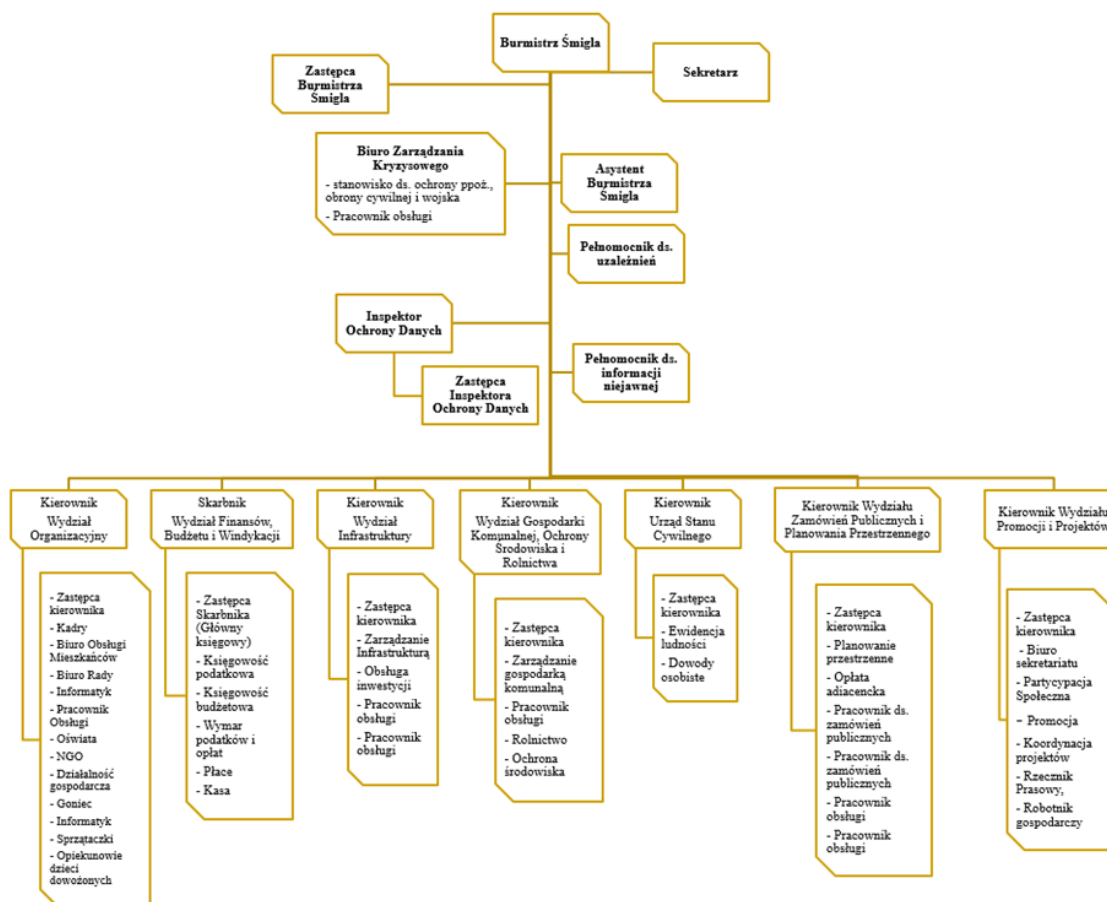 Burmistrz Śmigla
Sekretarz
Zastępca
Burmistrza
Śmigla
Biuro Zarządzania
Kryzysowego
- stanowisko ds. ochrony ppoż.,
obrony cywilnej i wojska
- Pracownik obsługi
Asystent
Burmistrza
Śmigla
Pełnomocnik ds.
uzależnień
Inspektor
Ochrony Danych
Pełnomocnik ds.
informacji
niejawnej
Zastępca
Inspektora
Ochrony Danych
Kierownik
Wydział
Organizacyjny
- Zastępca
kierownika
- Kadry
- Biuro Obsługi
Mieszkańców
- Biuro Rady
- Informatyk
- Pracownik
Obsługi
- Oświata
- NGO
- Działalność
gospodarcza
- Goniec
- Informatyk
- Sprzątaczki
- Opiekunowie
dzieci
dowożonych
Skarbnik
Wydział Finansów,
Budżetu i Windykacji
- Zastępca
Skarbnika
(Główny
księgowy)
- Księgowość
podatkowa
- Księgowość
budżetowa
- Wymar
podatków i
opłat
- Płace
- Kasa
Kierownik
Wydział
Infrastruktury
- Zastępca
kierownika
- Zarządzanie
Infrastrukturą
- Obsługa
inwestycji
- Pracownik
obsługi
- Pracownik
obsługi
Kierownik
Wydział Gospodarki
Komunalnej, Ochrony
Środowiska i
Rolnictwa
- Zastępca
kierownika
- Zarządzanie
gospodarką
komunalną
- Pracownik
obsługi
- Rolnictwo
- Ochrona
środowiska
Kierownik
Urząd Stanu
Cywilnego
- Zastępca
kierownika
- Ewidencja
ludności
- Dowody
osobiste
Kierownik Wydziału
Zamówień Publicznych i
Planowania Przestrzennego
- Zastępca
kierownika
- Planowanie
przestrzenne
- Opłata
adiacencka
- Pracownik ds.
zamówień
publicznych
- Pracownik ds.
zamówień
publicznych
- Pracownik
obsługi
- Pracownik
obsługi
Kierownik Wydziału
Promocji i Projektów
- Zastępca
kierownika
- Biuro
sekretariatu
- Partycypacja
Społeczna
– Promocja
- Koordynacja
projektów
- Rzecznik
Prasowy,
- Robotnik
gospodarczy